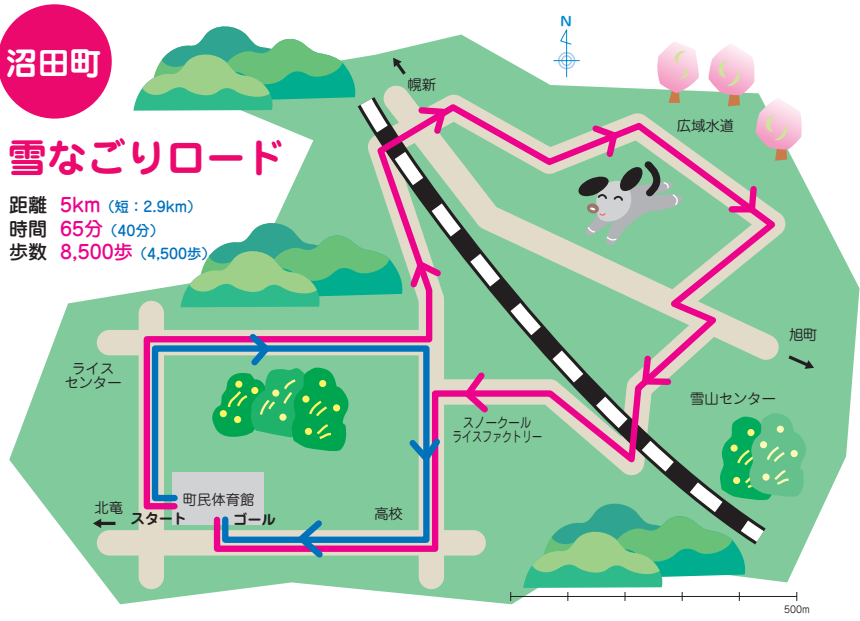 沼田町
雪なごりロード
距離 5km（短：2.9km）
時間 65分（40分）
歩数 8,500歩（4,500歩）
N
幌新
広域水道
旭町
ライス
センター
雪山センター
スノークール
ライスファクトリー
町民体育館
北竜
スタート
ゴール
高校
500m